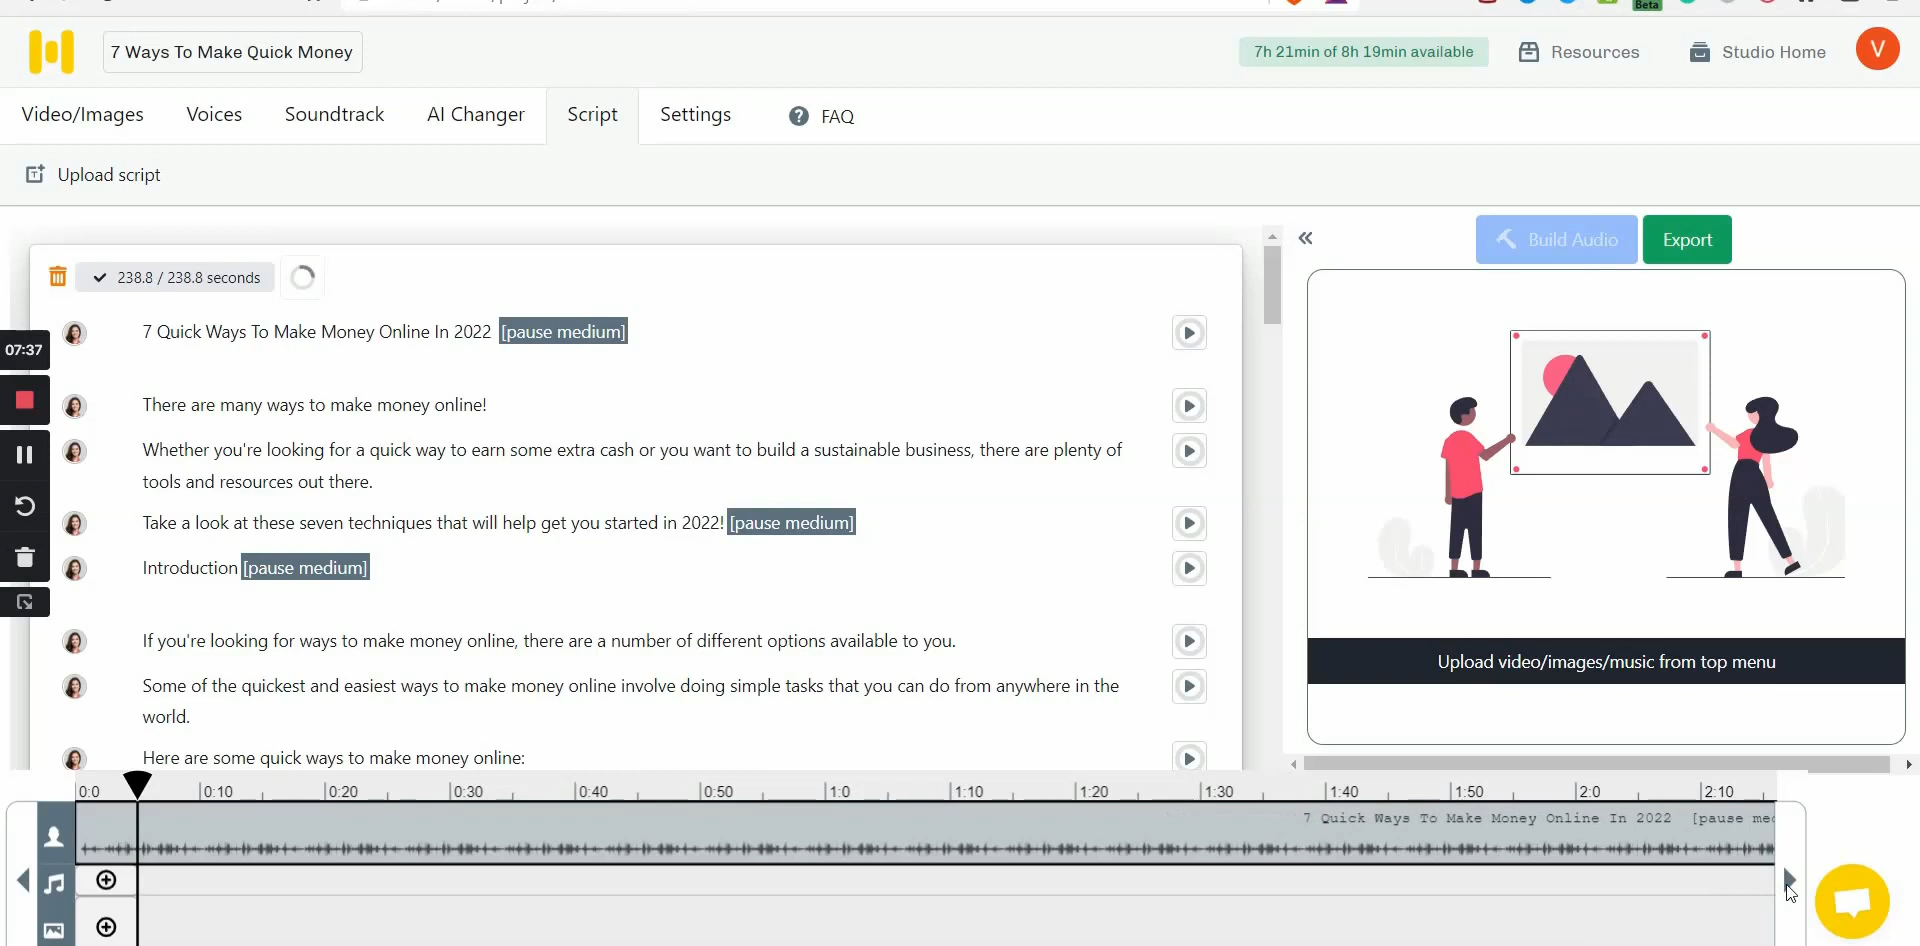 Beta
7 Ways To Make Quick Money
7h 21min of 8h 19min available
Resources
Studio Home
V
Video/Images
Voices
Soundtrack
AI Changer
Script
Settings
? FAQ
Upload script
Build Audio
Export
238.8 / 238.8 seconds
7 Quick Ways To Make Money Online In 2022 [pause medium]
07:37
There are many ways to make money online!
Whether you're looking for a quick way to earn some extra cash or you want to build a sustainable business, there are plenty of
tools and resources out there.
Take a look at these seven techniques that will help get you started in 2022! [pause medium]
Introduction [pause medium]
If you're looking for ways to make money online, there are a number of different options available to you.
Some of the quickest and easiest ways to make money online involve doing simple tasks that you can do from anywhere in the
world.
Here are some quick ways to make money online:
Upload video/images/music from top menu
0:0 0:10 0:20 0:30 0:40 0:50 1:0 1:10 1:20 1:30 1:40 1:50 2:0 2:10
7 Quick Ways To Make Money Online In 2022 [pause me